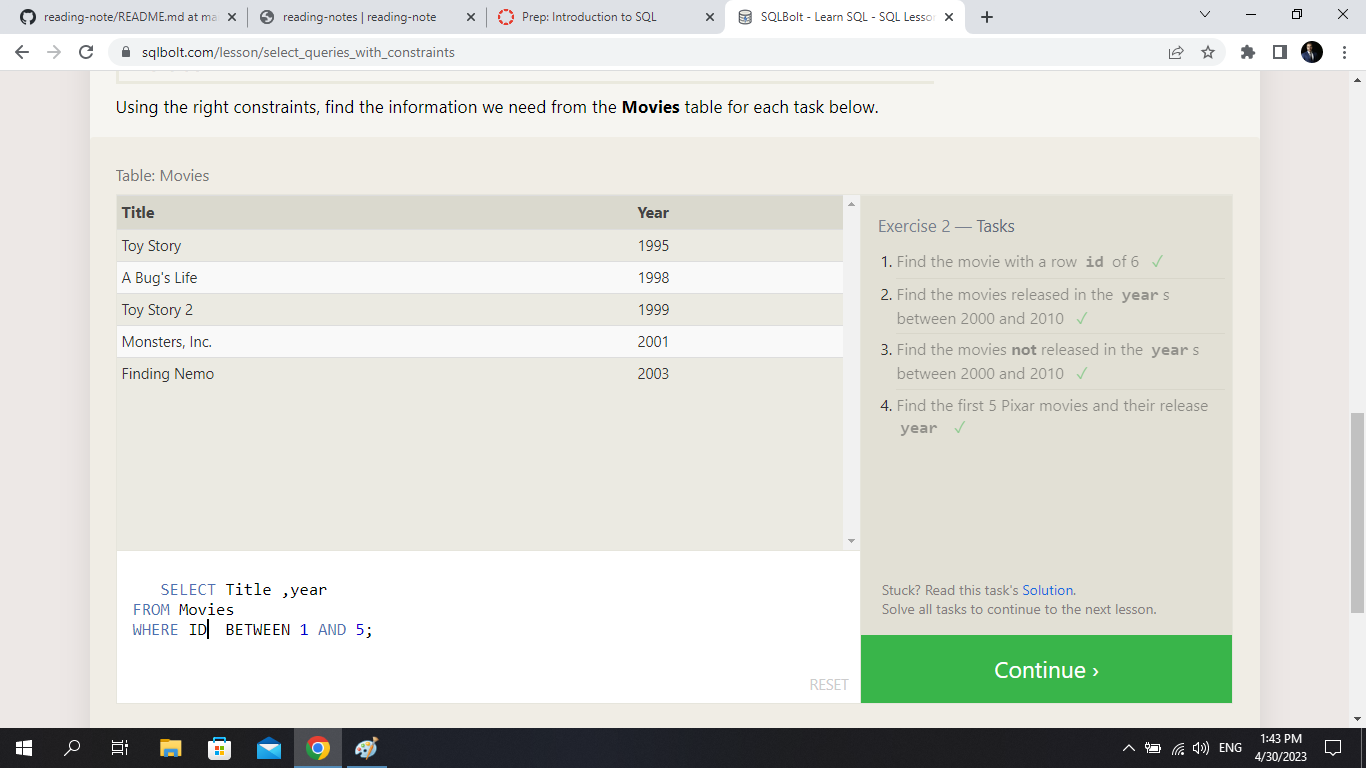 reading-note/README.md at ma
reading-notes | reading-note
Prep: Introduction to SQL
SQLBolt - Learn SQL - SQL Lesso
sqlbolt.com/lesson/select_queries_with_constraints
Using the right constraints, find the information we need from the Movies table for each task below.
Table: Movies
Title Year
Toy Story 1995
A Bug's Life 1998
Toy Story 2 1999
Monsters, Inc. 2001
Finding Nemo 2003
SELECT Title ,year
FROM Movies
WHERE ID BETWEEN 1 AND 5;
RESET
Exercise 2 — Tasks
1. Find the movie with a row id of 6 ✓
2. Find the movies released in the year s
between 2000 and 2010 ✓
3. Find the movies not released in the year s
between 2000 and 2010 ✓
4. Find the first 5 Pixar movies and their release
year ✓
Stuck? Read this task's Solution.
Solve all tasks to continue to the next lesson.
Continue ›
ENG
1:43 PM
4/30/2023